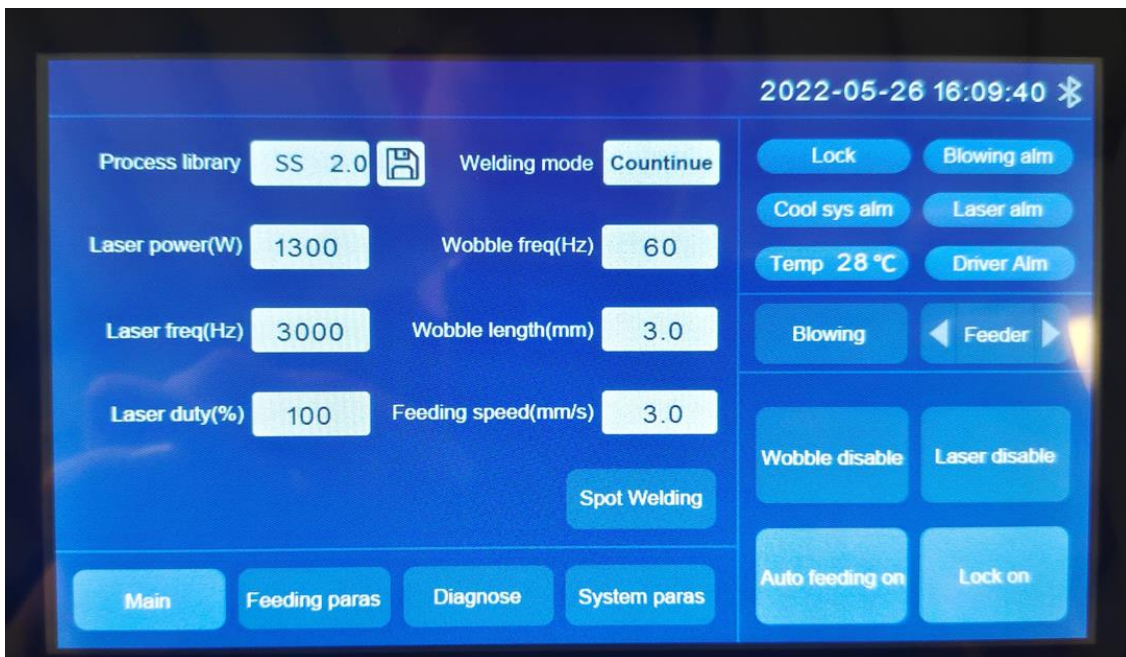 2022-05-26 16:09:40
Process library SS 2.0 Welding mode Countinue
Laser power(W) 1300 Wobble freq(Hz) 60
Laser freq(Hz) 3000 Wobble length(mm) 3.0
Laser duty(%) 100 Feeding speed(mm/s) 3.0
Spot Welding
Main Feeding paras Diagnose System paras
Lock Blowing alm
Cool sys alm Laser alm
Temp 28℃ Driver Alm
Blowing Feeder
Wobble disable Laser disable
Auto feeding on Lock on